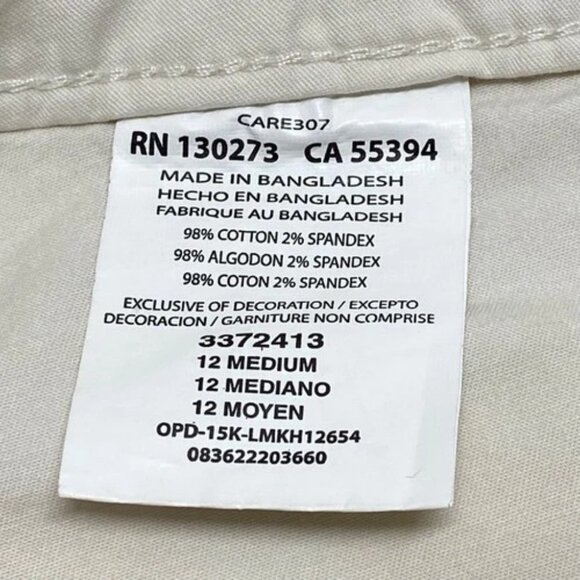 CARE307
RN 130273 CA 55394
MADE IN BANGLADESH
HECHO EN BANGLADESH
FABRIQUE AU BANGLADESH
98% COTTON 2% SPANDEX
98% ALGODON 2% SPANDEX
98% COTON 2% SPANDEX
EXCLUSIVE OF DECORATION / EXCEPTO
DECORACION / GARNITURE NON COMPRISE
3372413
12 MEDIUM
12 MEDIANO
12 MOYEN
OPD-15K-LMKH12654
083622203660